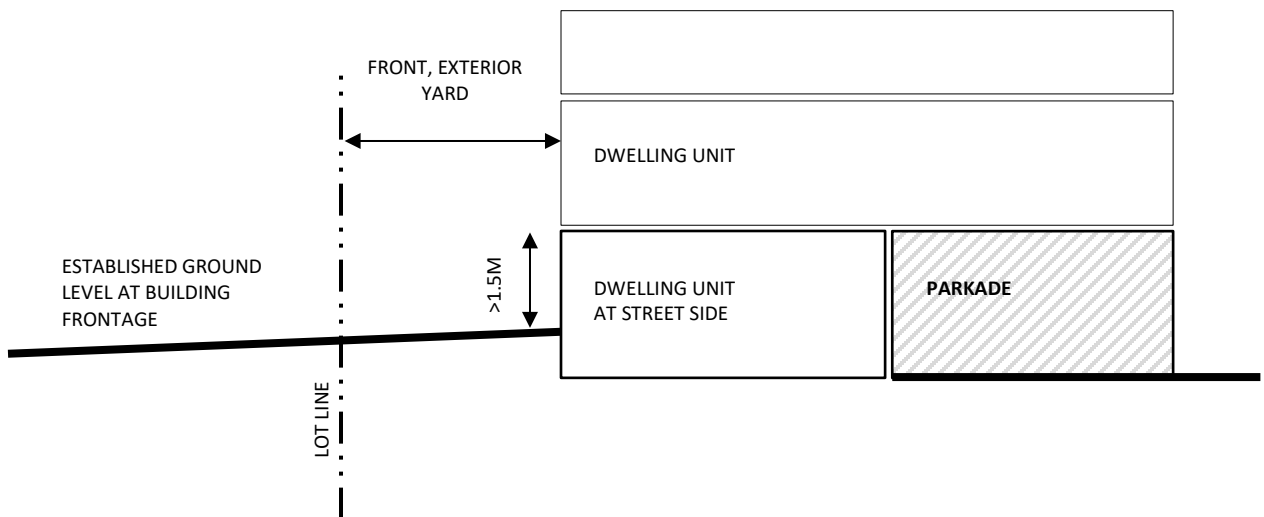 FRONT, EXTERIOR
YARD
DWELLING UNIT
ESTABLISHED GROUND
LEVEL AT BUILDING
FRONTAGE
>1.5M
DWELLING UNIT
AT STREET SIDE
PARKADE
LOT LINE